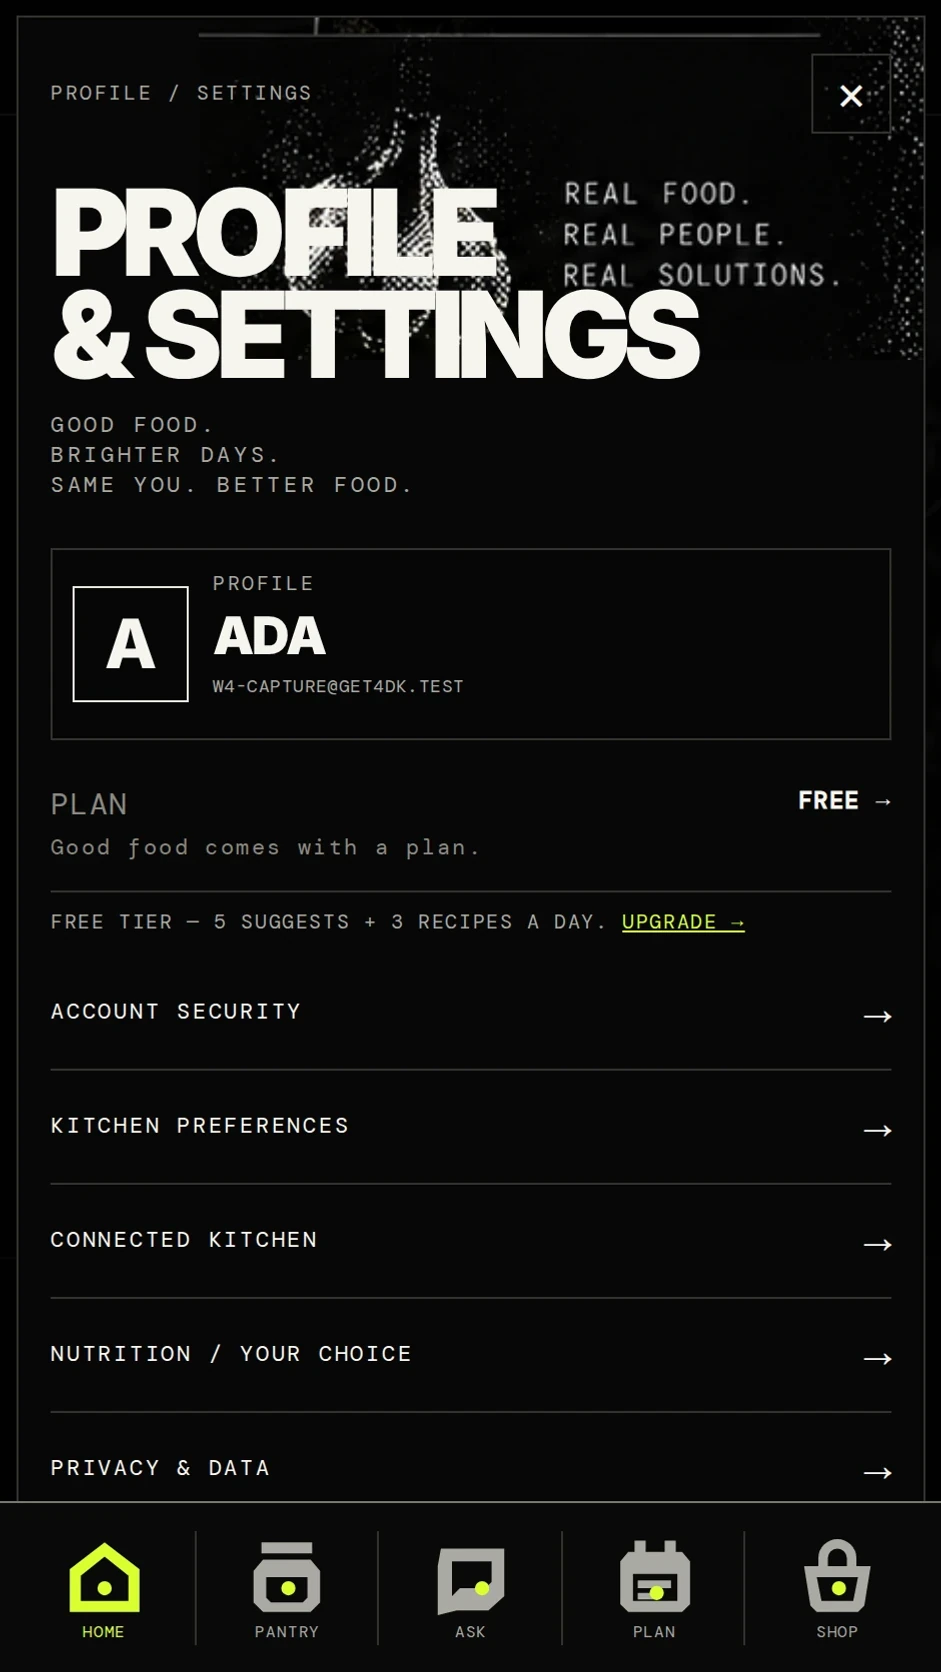 PROFILE / SETTINGS
×
PROFILE
& SETTINGS
REAL FOOD.
REAL PEOPLE.
REAL SOLUTIONS.
GOOD FOOD.
BRIGHTER DAYS.
SAME YOU. BETTER FOOD.
A
PROFILE
ADA
W4-CAPTURE@GET4DK.TEST
PLAN
FREE →
Good food comes with a plan.
FREE TIER — 5 SUGGESTS + 3 RECIPES A DAY. UPGRADE →
ACCOUNT SECURITY →
KITCHEN PREFERENCES →
CONNECTED KITCHEN →
NUTRITION / YOUR CHOICE →
PRIVACY & DATA →
HOME
PANTRY
ASK
PLAN
SHOP